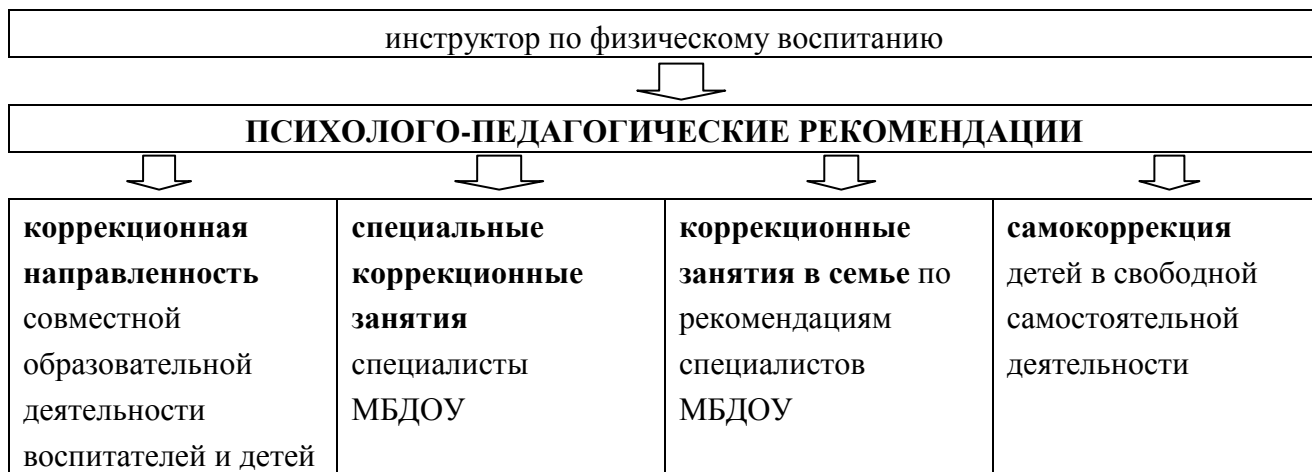 инструктор по физическому воспитанию
ПСИХОЛОГО-ПЕДАГОГИЧЕСКИЕ РЕКОМЕНДАЦИИ
коррекционная
направленность
совместной
образовательной
деятельности
воспитателей и детей
специальные
коррекционные
занятия
специалисты
МБДОУ
коррекционные
занятия в семье по
рекомендациям
специалистов
МБДОУ
самокоррекция
детей в свободной
самостоятельной
деятельности